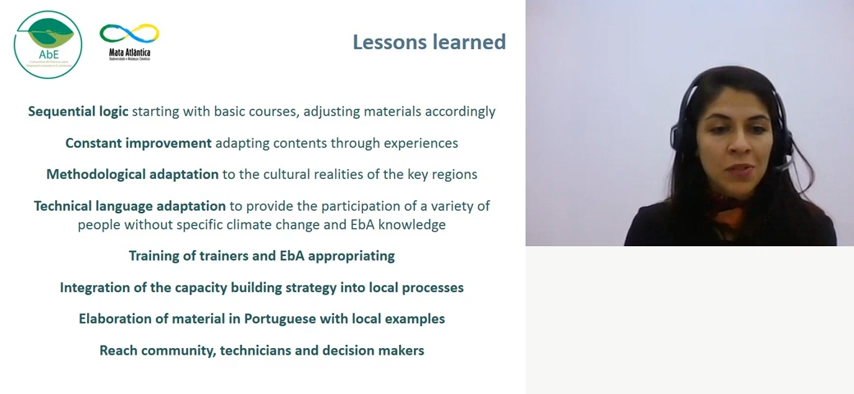 AbE
Mata Atlântica
Lessons learned
Sequential logic starting with basic courses, adjusting materials accordingly
Constant improvement adapting contents through experiences
Methodological adaptation to the cultural realities of the key regions
Technical language adaptation to provide the participation of a variety of
people without specific climate change and EbA knowledge
Training of trainers and EbA appropriating
Integration of the capacity building strategy into local processes
Elaboration of material in Portuguese with local examples
Reach community, technicians and decision makers